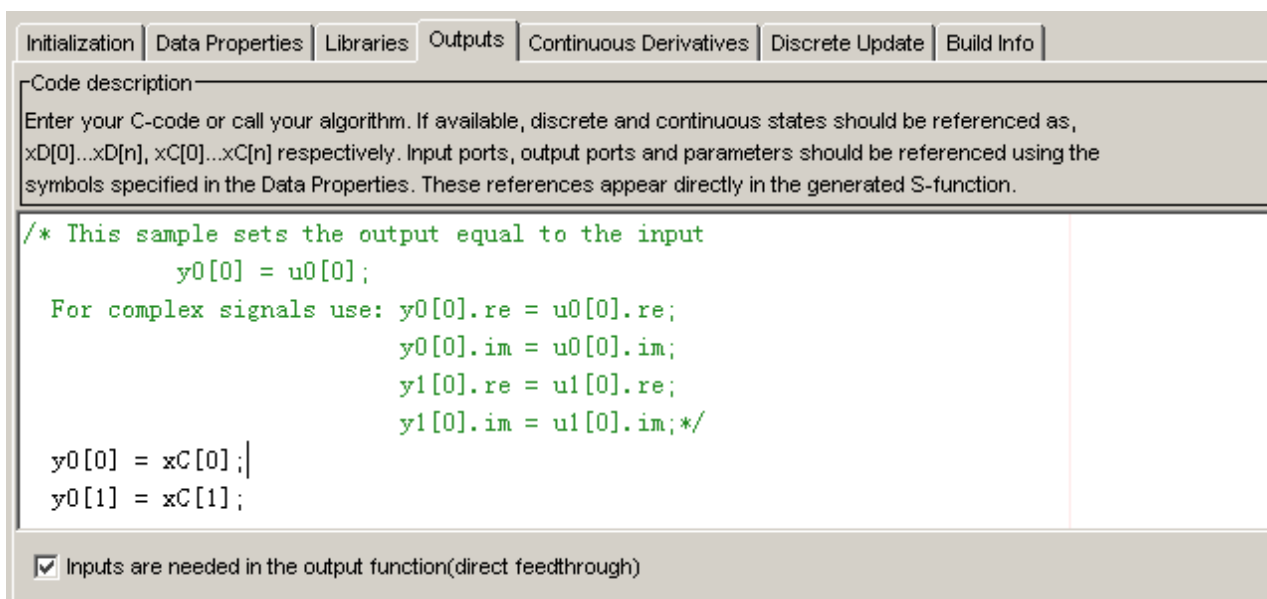 Initialization Data Properties Libraries Outputs Continuous Derivatives Discrete Update Build Info
Code description
Enter your C-code or call your algorithm. If available, discrete and continuous states should be referenced as,
xD[0]...xD[n], xC[0]...xC[n] respectively. Input ports, output ports and parameters should be referenced using the
symbols specified in the Data Properties. These references appear directly in the generated S-function.
/* This sample sets the output equal to the input
y0[0] = u0[0];
For complex signals use: y0[0].re = u0[0].re;
y0[0].im = u0[0].im;
y1[0].re = u1[0].re;
y1[0].im = u1[0].im;*/
y0[0] = xC[0];
y0[1] = xC[1];
Inputs are needed in the output function(direct feedthrough)